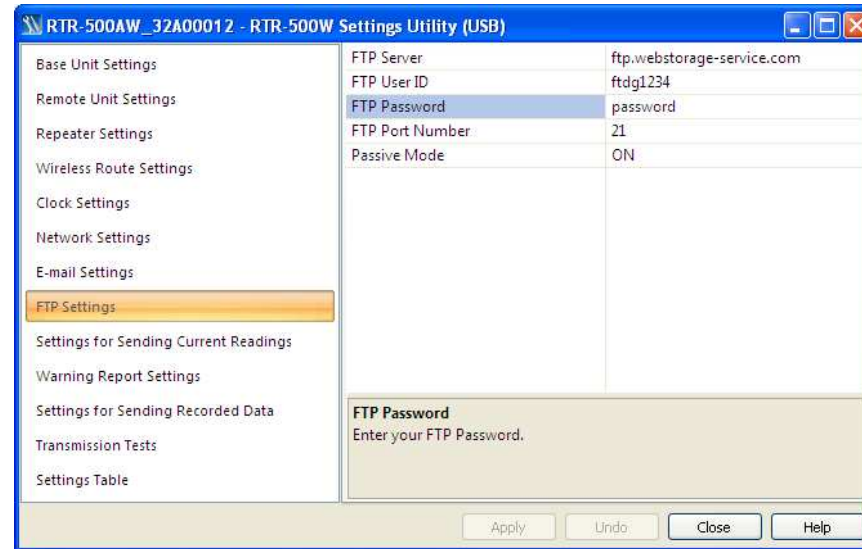 RTR-500AW_32A00012 - RTR-500W Settings Utility (USB)
Base Unit Settings
Remote Unit Settings
Repeater Settings
Wireless Route Settings
Clock Settings
Network Settings
E-mail Settings
FTP Settings
Settings for Sending Current Readings
Warning Report Settings
Settings for Sending Recorded Data
Transmission Tests
Settings Table
FTP Server ftp.webstorage-service.com
FTP User ID ftdg1234
FTP Password password
FTP Port Number 21
Passive Mode ON
FTP Password
Enter your FTP Password.
Apply Undo Close Help